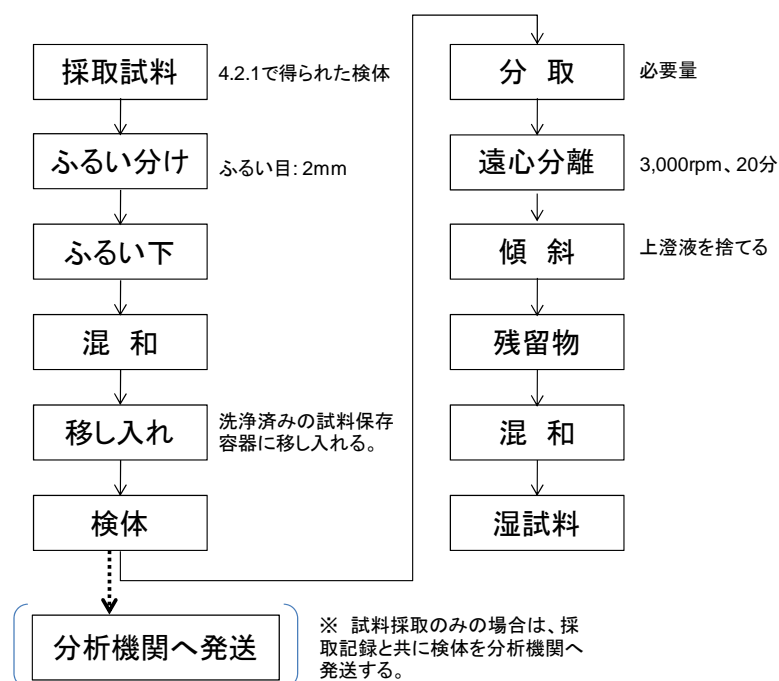 採取試料
4.2.1で得られた検体
ふるい分け
ふるい目: 2mm
ふるい下
混 和
移し入れ
洗浄済みの試料保存
容器に移し入れる。
検体
分析機関へ発送
※ 試料採取のみの場合は、採
取記録と共に検体を分析機関へ
発送する。
分 取
必要量
遠心分離
3,000rpm、20分
傾 斜
上澄液を捨てる
残留物
混 和
湿試料